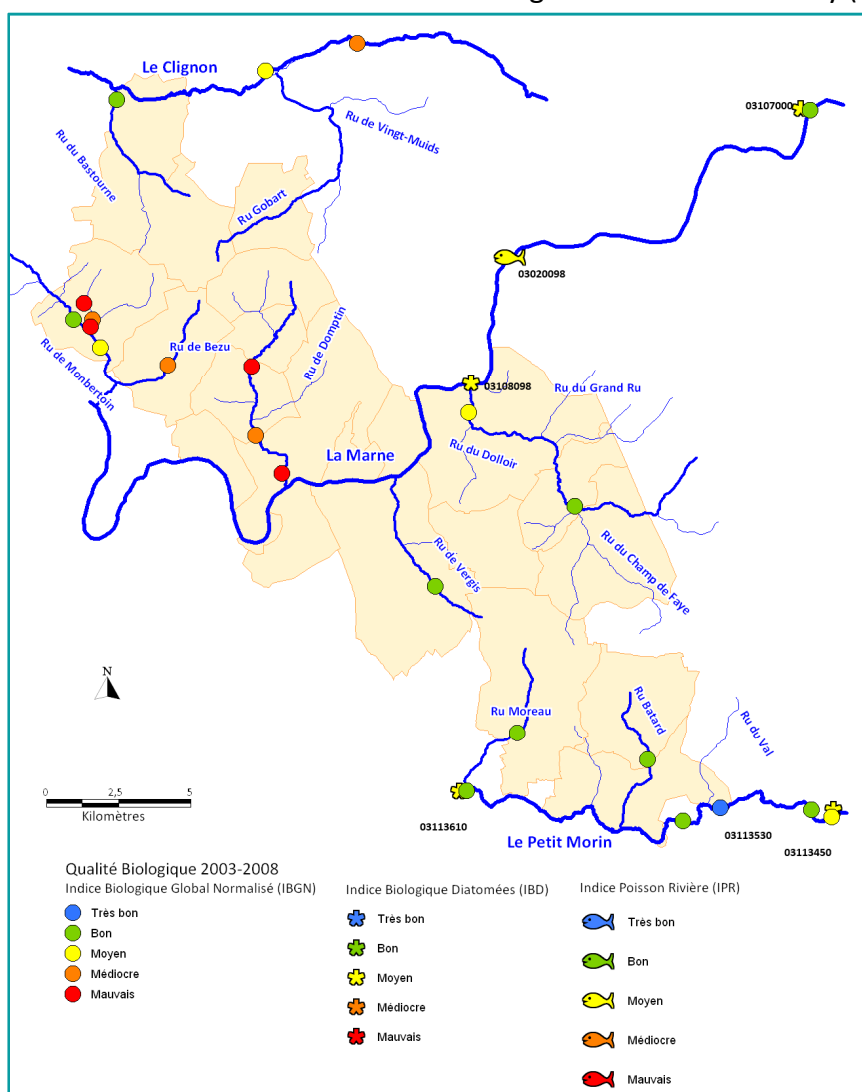 Le Clignon
03107000
Ru de Vingt-Muids
Ru du Bastourne
Ru Gobart
03020098
Ru de Domptin
Ru de Bezu
Ru de Monbertoin
03108098
Ru du Grand Ru
La Marne
Ru du Dolloir
Ru du Champ de Faye
Ru de Vergis
N
Ru Moreau
Ru Batard
Ru du Val
0 2,5 5
Kilomètres
03113610
Le Petit Morin
03113530
03113450
Qualité Biologique 2003-2008
Indice Biologique Global Normalisé (IBGN)
Très bon
Bon
Moyen
Médiocre
Mauvais
Indice Biologique Diatomées (IBD)
Très bon
Bon
Moyen
Médiocre
Mauvais
Indice Poisson Rivière (IPR)
Très bon
Bon
Moyen
Médiocre
Mauvais